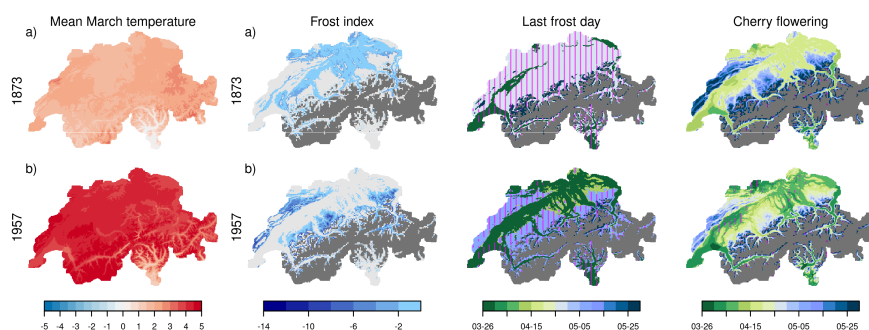 Mean March temperature
Frost index
Last frost day
Cherry flowering
a)
a)
1873
1873
b)
b)
1957
1957
-5 -4 -3 -2 -1 0 1 2 3 4 5
-14 -10 -6 -2
03-26 04-15 05-05 05-25
03-26 04-15 05-05 05-25